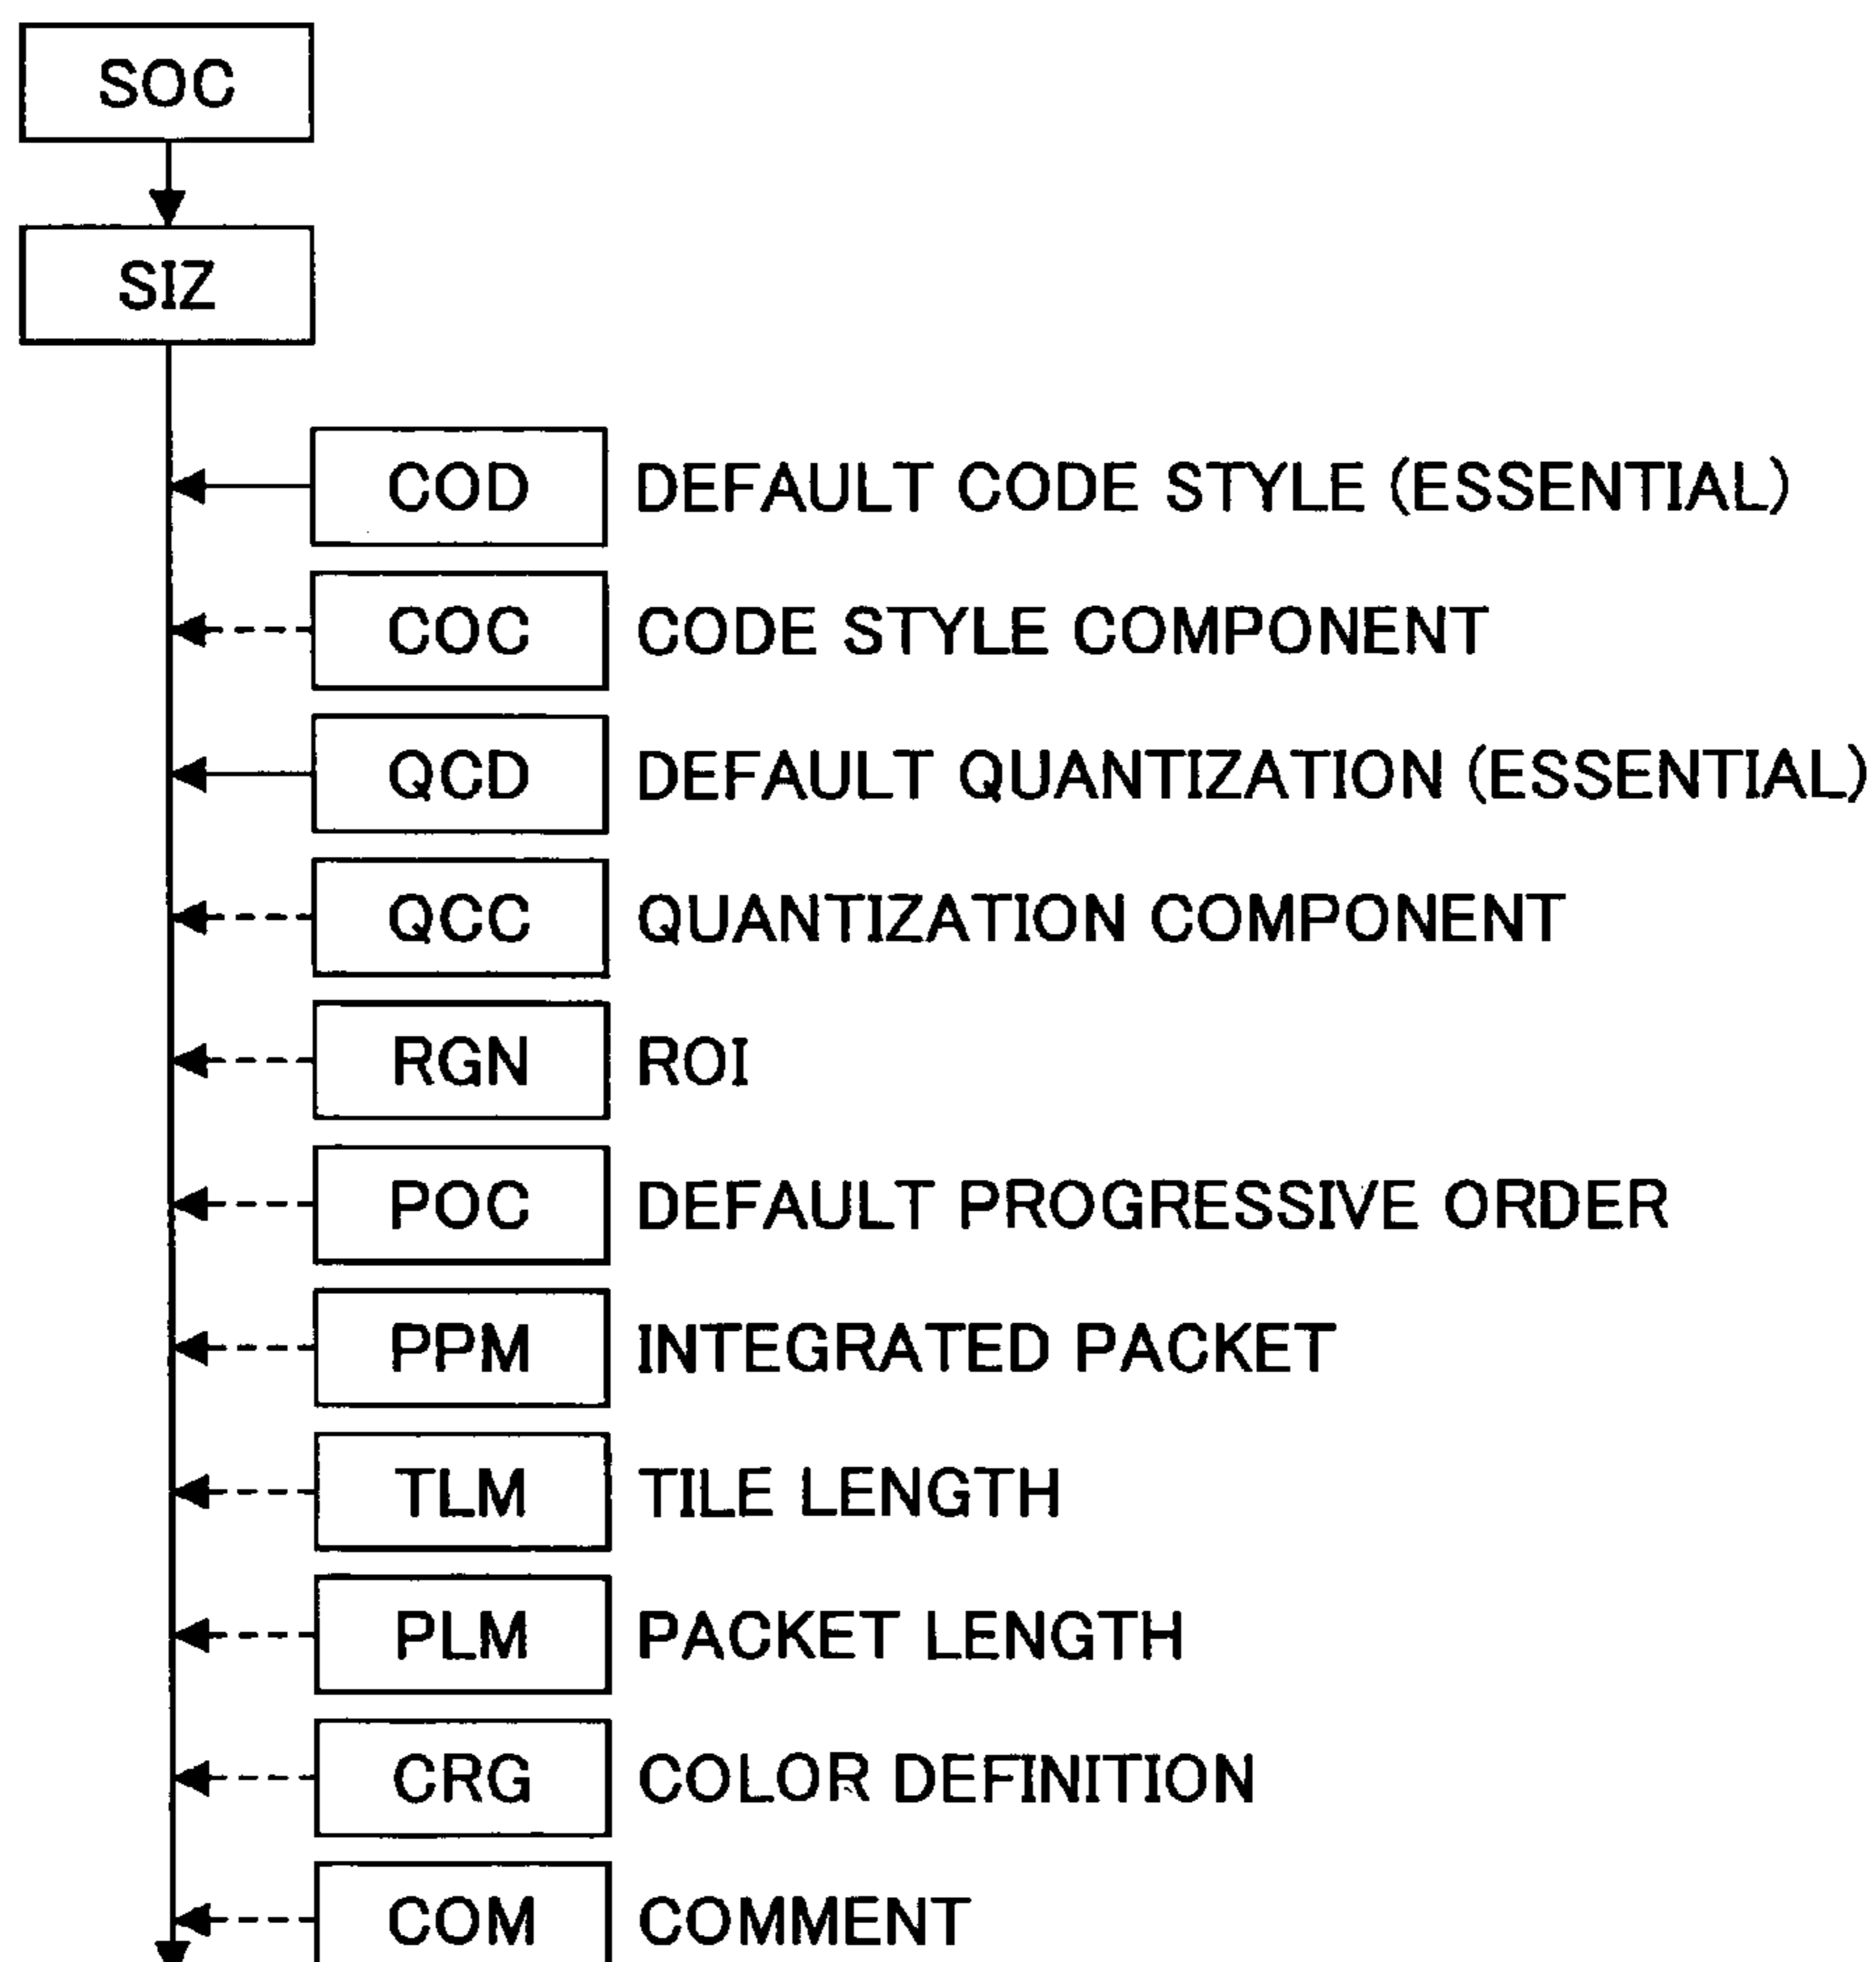 SOC
SIZ
COD DEFAULT CODE STYLE (ESSENTIAL)
COC CODE STYLE COMPONENT
QCD DEFAULT QUANTIZATION (ESSENTIAL)
QCC QUANTIZATION COMPONENT
RGN ROI
POC DEFAULT PROGRESSIVE ORDER
PPM INTEGRATED PACKET
TLM TILE LENGTH
PLM PACKET LENGTH
CRG COLOR DEFINITION
COM COMMENT